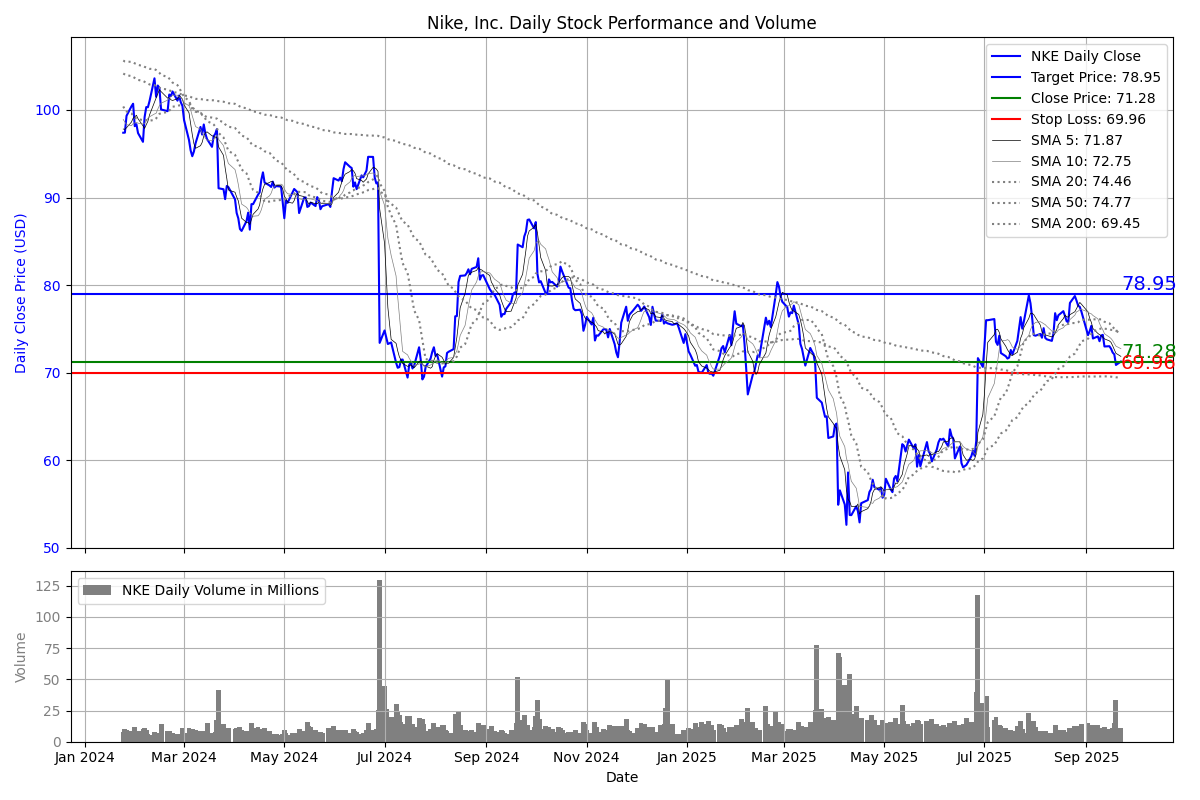 Nike, Inc. Daily Stock Performance and Volume
Daily Close Price (USD)
100
90
80
70
60
50
NKE Daily Close
Target Price: 78.95
Close Price: 71.28
Stop Loss: 69.96
SMA 5: 71.87
SMA 10: 72.75
SMA 20: 74.46
SMA 50: 74.77
SMA 200: 69.45
78.95
71.28
69.96
Volume
125
100
75
50
25
0
NKE Daily Volume in Millions
Jan 2024 Mar 2024 May 2024 Jul 2024 Sep 2024 Nov 2024 Jan 2025 Mar 2025 May 2025 Jul 2025 Sep 2025
Date